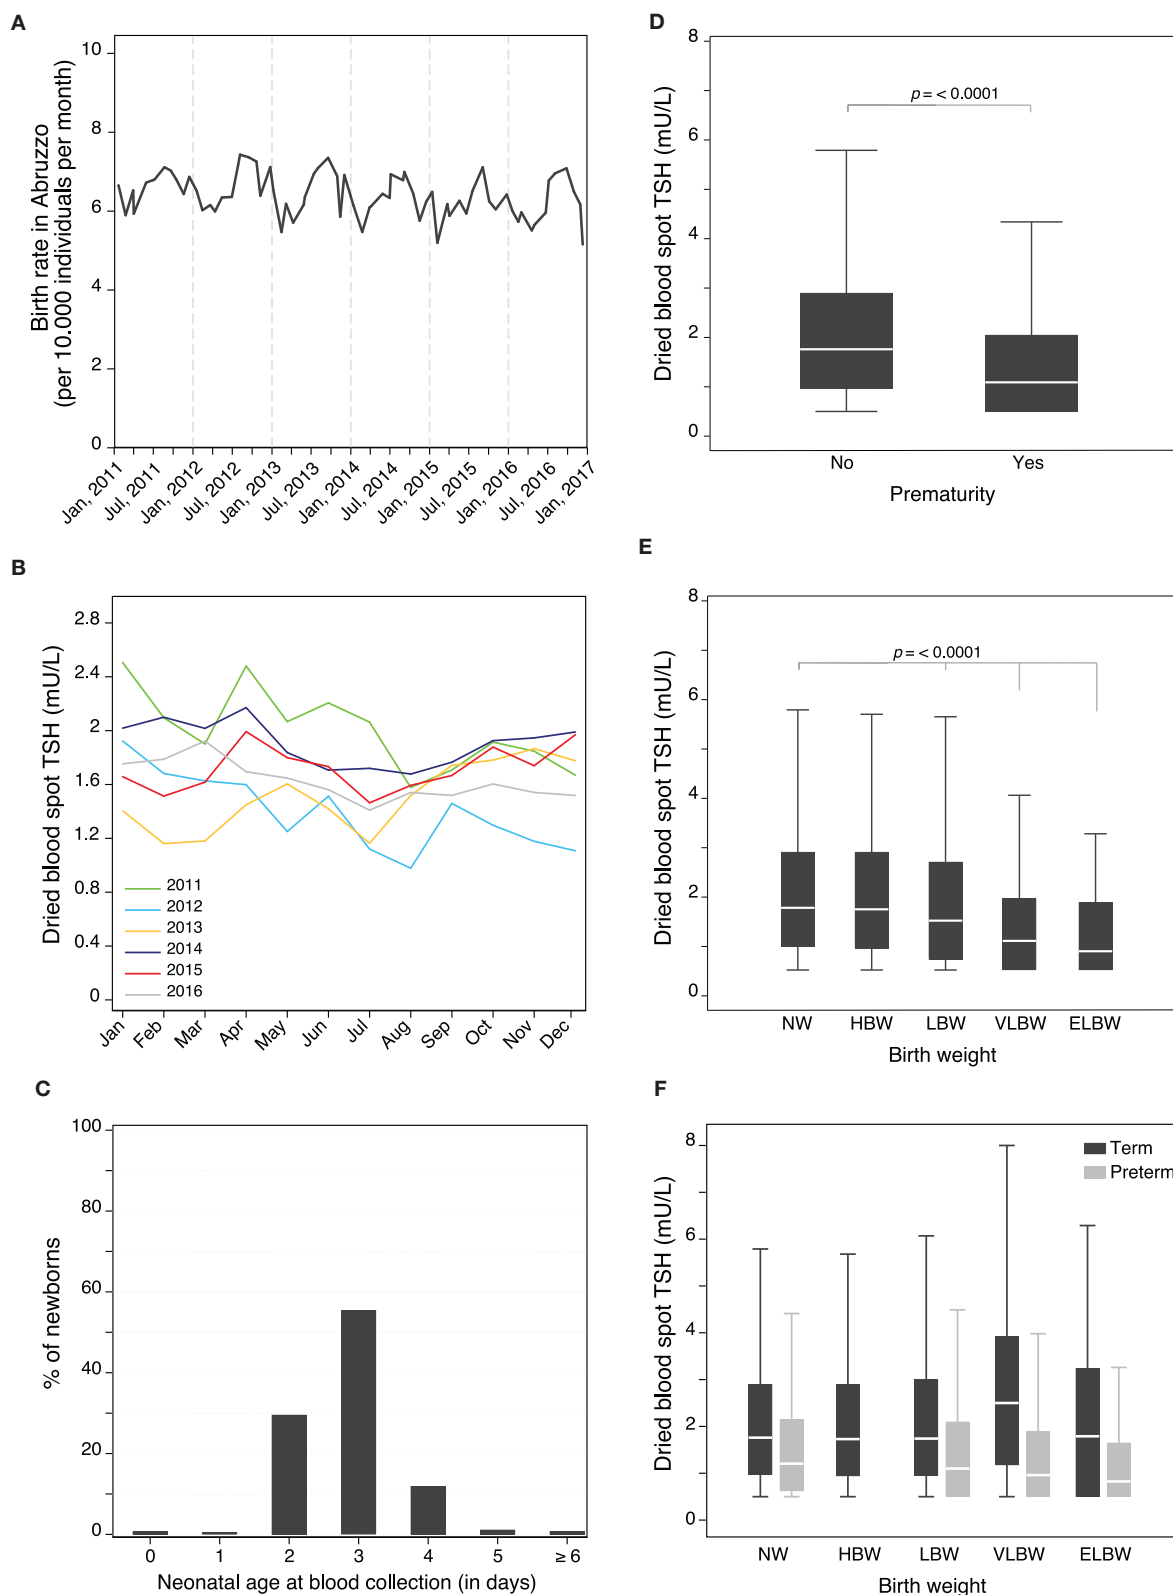 A
Birth rate in Abruzzo
(per 10.000 individuals per month)
10
8
6
4
2
0
Jan, 2011
Jul, 2011
Jan, 2012
Jul, 2012
Jan, 2013
Jul, 2013
Jan, 2014
Jul, 2014
Jan, 2015
Jul, 2015
Jan, 2016
Jul, 2016
Jan, 2017
B
Dried blood spot TSH (mU/L)
2.8
2.4
2
1.6
1.2
0.8
0.4
0
2011
2012
2013
2014
2015
2016
Jan
Feb
Mar
Apr
May
Jun
Jul
Aug
Sep
Oct
Nov
Dec
C
% of newborns
100
80
60
40
20
0
0
1
2
3
4
5
≥ 6
Neonatal age at blood collection (in days)
D
Dried blood spot TSH (mU/L)
8
6
4
2
0
p = < 0.0001
No
Yes
Prematurity
E
Dried blood spot TSH (mU/L)
8
6
4
2
0
p = < 0.0001
NW
HBW
LBW
VLBW
ELBW
Birth weight
F
Dried blood spot TSH (mU/L)
8
6
4
2
0
Term
Preterm
NW
HBW
LBW
VLBW
ELBW
Birth weight